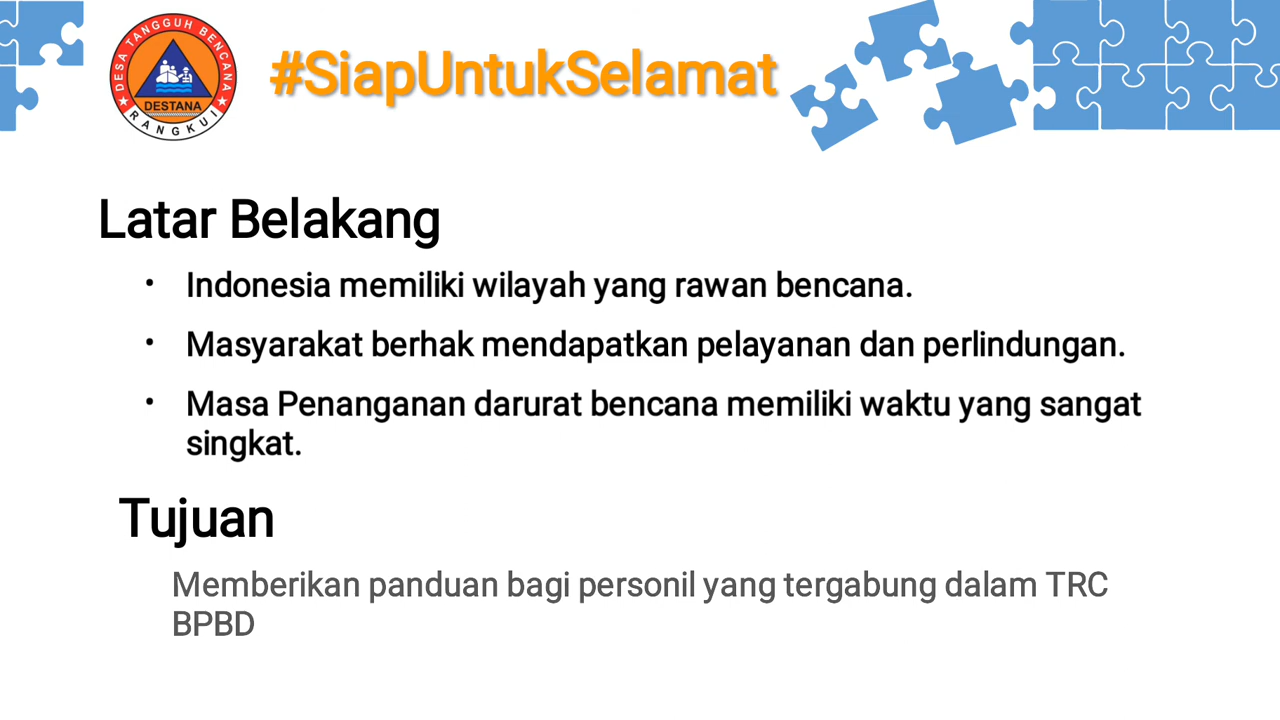 DESA TANGGUH BENCANA
DESTANA
RANGKUI
#SiapUntukSelamat
Latar Belakang
• Indonesia memiliki wilayah yang rawan bencana.
• Masyarakat berhak mendapatkan pelayanan dan perlindungan.
• Masa Penanganan darurat bencana memiliki waktu yang sangat
singkat.
Tujuan
Memberikan panduan bagi personil yang tergabung dalam TRC
BPBD